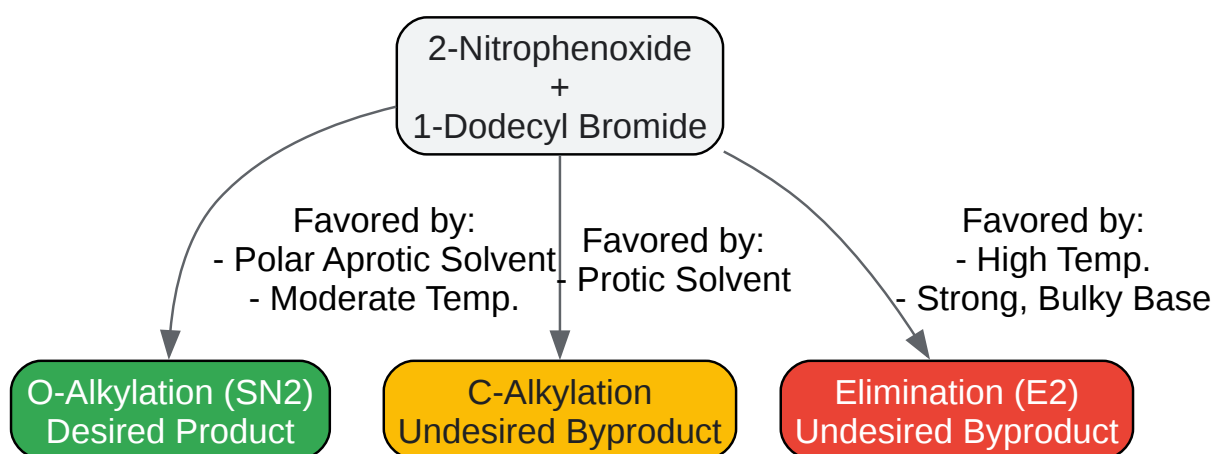 2-Nitrophenoxide
+
1-Dodecyl Bromide
Favored by:
- Polar Aprotic Solvent
- Moderate Temp.
Favored by:
- Protic Solvent
Favored by:
- High Temp.
- Strong, Bulky Base
O-Alkylation (SN2)
Desired Product
C-Alkylation
Undesired Byproduct
Elimination (E2)
Undesired Byproduct